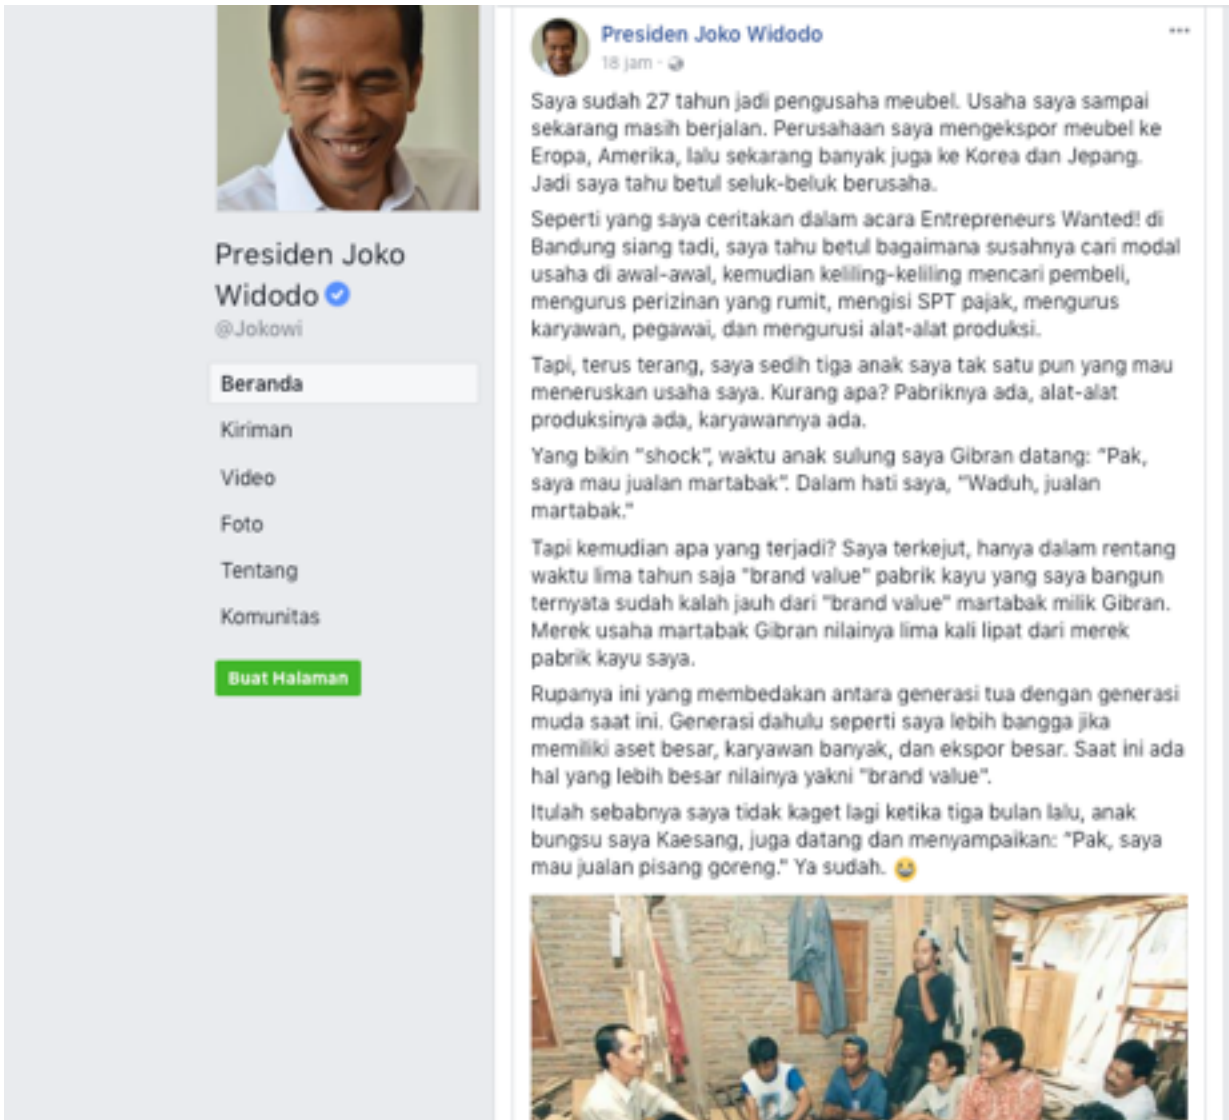 Presiden Joko
Widodo
@Jokowi
Beranda
Kiriman
Video
Foto
Tentang
Komunitas
Buat Halaman
Presiden Joko Widodo
18 jam ·
Saya sudah 27 tahun jadi pengusaha meubel. Usaha saya sampai
sekarang masih berjalan. Perusahaan saya mengekspor meubel ke
Eropa, Amerika, lalu sekarang banyak juga ke Korea dan Jepang.
Jadi saya tahu betul seluk-beluk berusaha.
Seperti yang saya ceritakan dalam acara Entrepreneurs Wanted! di
Bandung siang tadi, saya tahu betul bagaimana susahnya cari modal
usaha di awal-awal, kemudian keliling-keliling mencari pembeli,
mengurus perizinan yang rumit, mengisi SPT pajak, mengurus
karyawan, pegawai, dan mengurusi alat-alat produksi.
Tapi, terus terang, saya sedih tiga anak saya tak satu pun yang mau
meneruskan usaha saya. Kurang apa? Pabriknya ada, alat-alat
produksinya ada, karyawannya ada.
Yang bikin "shock", waktu anak sulung saya Gibran datang: "Pak,
saya mau jualan martabak". Dalam hati saya, "Waduh, jualan
martabak."
Tapi kemudian apa yang terjadi? Saya terkejut, hanya dalam rentang
waktu lima tahun saja "brand value" pabrik kayu yang saya bangun
ternyata sudah kalah jauh dari "brand value" martabak milik Gibran.
Merek usaha martabak Gibran nilainya lima kali lipat dari merek
pabrik kayu saya.
Rupanya ini yang membedakan antara generasi tua dengan generasi
muda saat ini. Generasi dahulu seperti saya lebih bangga jika
memiliki aset besar, karyawan banyak, dan ekspor besar. Saat ini ada
hal yang lebih besar nilainya yakni "brand value".
Itulah sebabnya saya tidak kaget lagi ketika tiga bulan lalu, anak
bungsu saya Kaesang, juga datang dan menyampaikan: "Pak, saya
mau jualan pisang goreng." Ya sudah. 😄